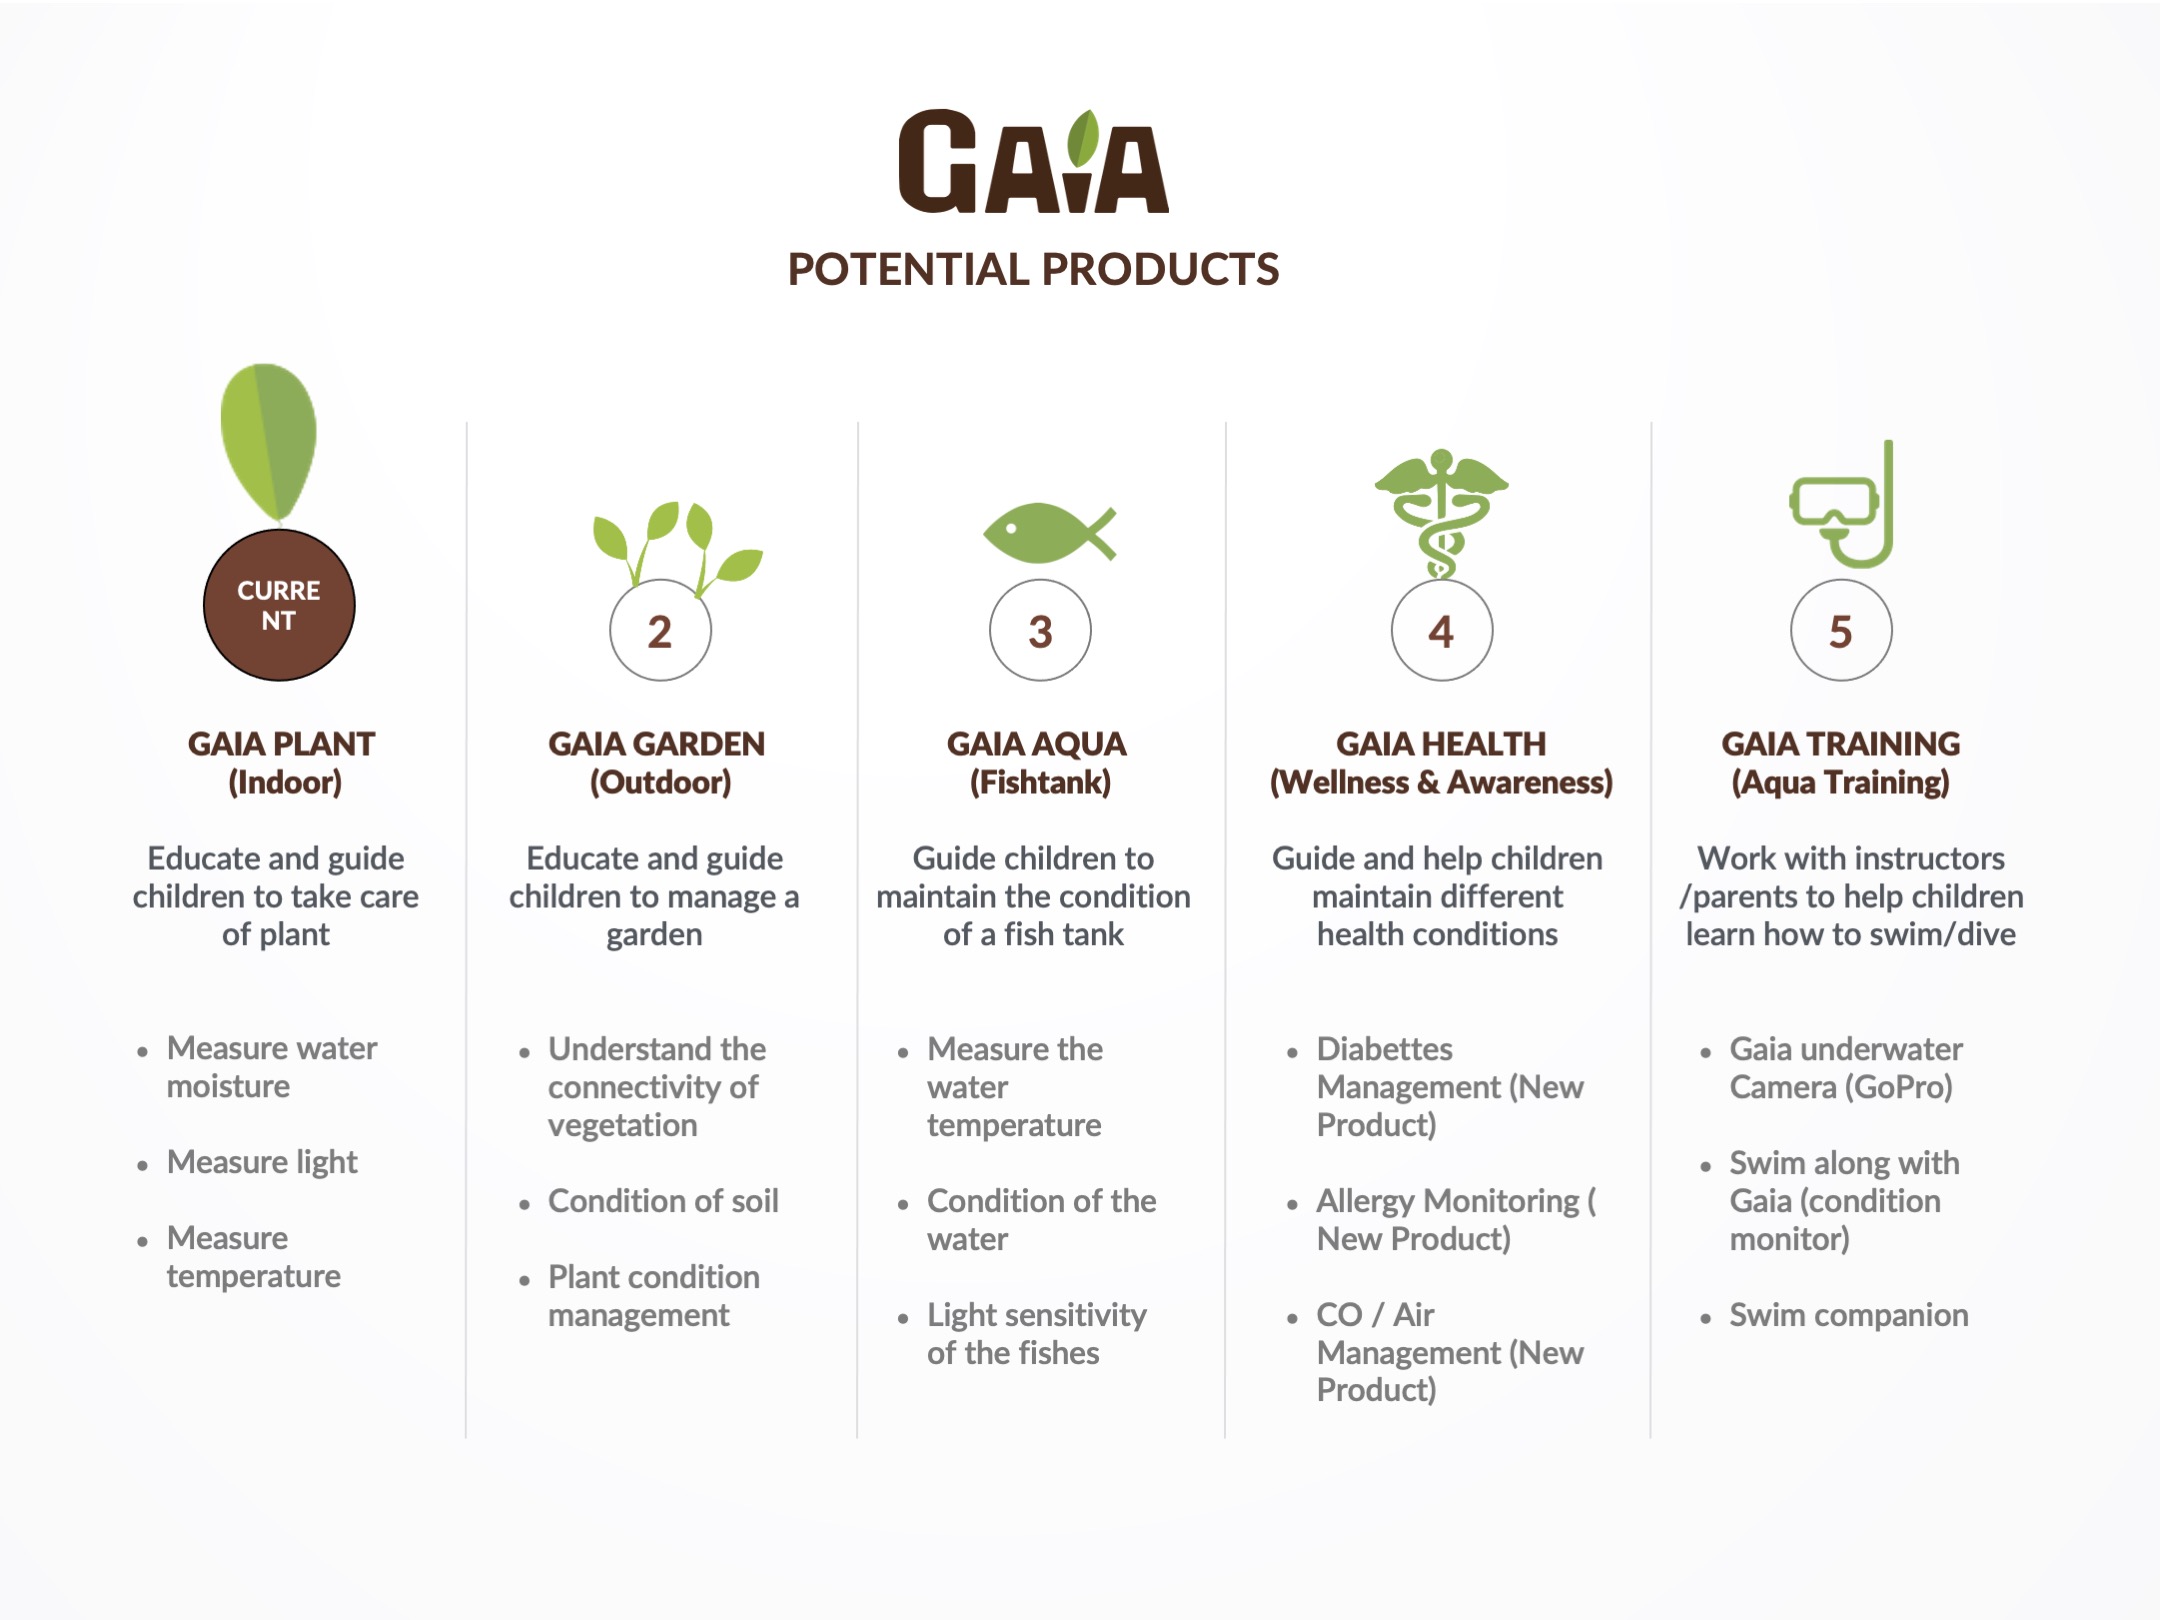 GAIA
POTENTIAL PRODUCTS
CURRE
NT
GAIA PLANT
(Indoor)
Educate and guide
children to take care
of plant
• Measure water
moisture
• Measure light
• Measure
temperature
2
GAIA GARDEN
(Outdoor)
Educate and guide
children to manage a
garden
• Understand the
connectivity of
vegetation
• Condition of soil
• Plant condition
management
3
GAIA AQUA
(Fishtank)
Guide children to
maintain the condition
of a fish tank
• Measure the
water
temperature
• Condition of the
water
• Light sensitivity
of the fishes
4
GAIA HEALTH
(Wellness & Awareness)
Guide and help children
maintain different
health conditions
• Diabettes
Management (New
Product)
• Allergy Monitoring (
New Product)
• CO / Air
Management (New
Product)
5
GAIA TRAINING
(Aqua Training)
Work with instructors
/parents to help children
learn how to swim/dive
• Gaia underwater
Camera (GoPro)
• Swim along with
Gaia (condition
monitor)
• Swim companion